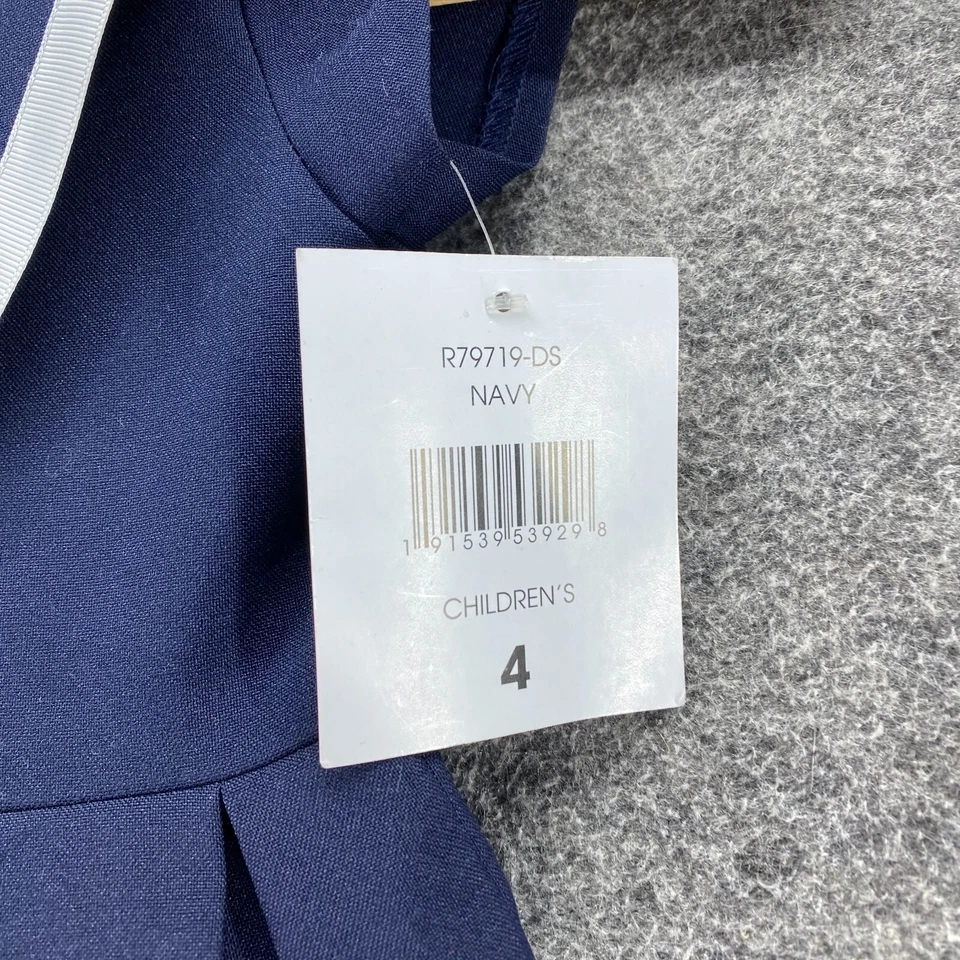 R79719-DS
NAVY
1 91539 53929 8
CHILDREN'S
4